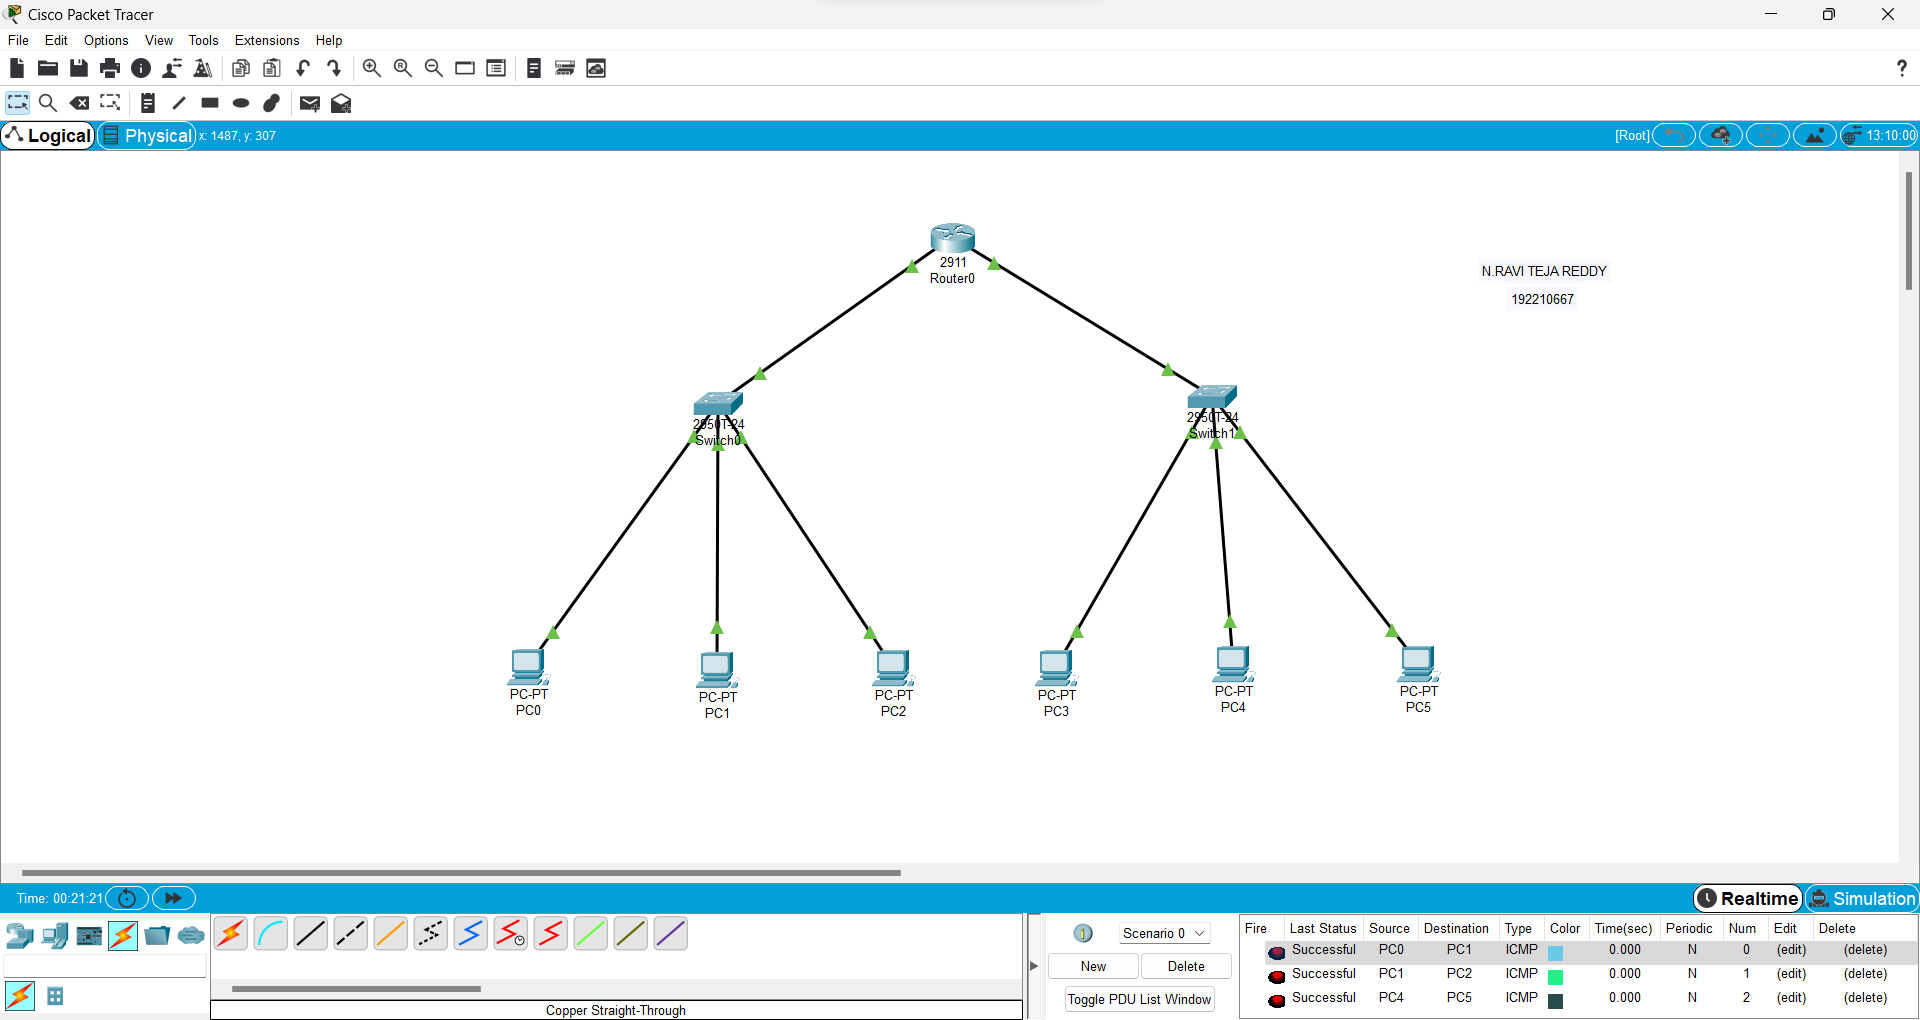 Cisco Packet Tracer
File Edit Options View Tools Extensions Help
Logical Physical x: 1487, y: 307 [Root] 13:10:00
2911
Router0
N.RAVI TEJA REDDY
192210667
2950T-24
Switch0
2950T-24
Switch1
PC-PT
PC0
PC-PT
PC1
PC-PT
PC2
PC-PT
PC3
PC-PT
PC4
PC-PT
PC5
Time: 00:21:21 Realtime Simulation
Scenario 0
New Delete
Toggle PDU List Window
Fire Last Status Source Destination Type Color Time(sec) Periodic Num Edit Delete
Successful PC0 PC1 ICMP 0.000 N 0 (edit) (delete)
Successful PC1 PC2 ICMP 0.000 N 1 (edit) (delete)
Successful PC4 PC5 ICMP 0.000 N 2 (edit) (delete)
Copper Straight-Through